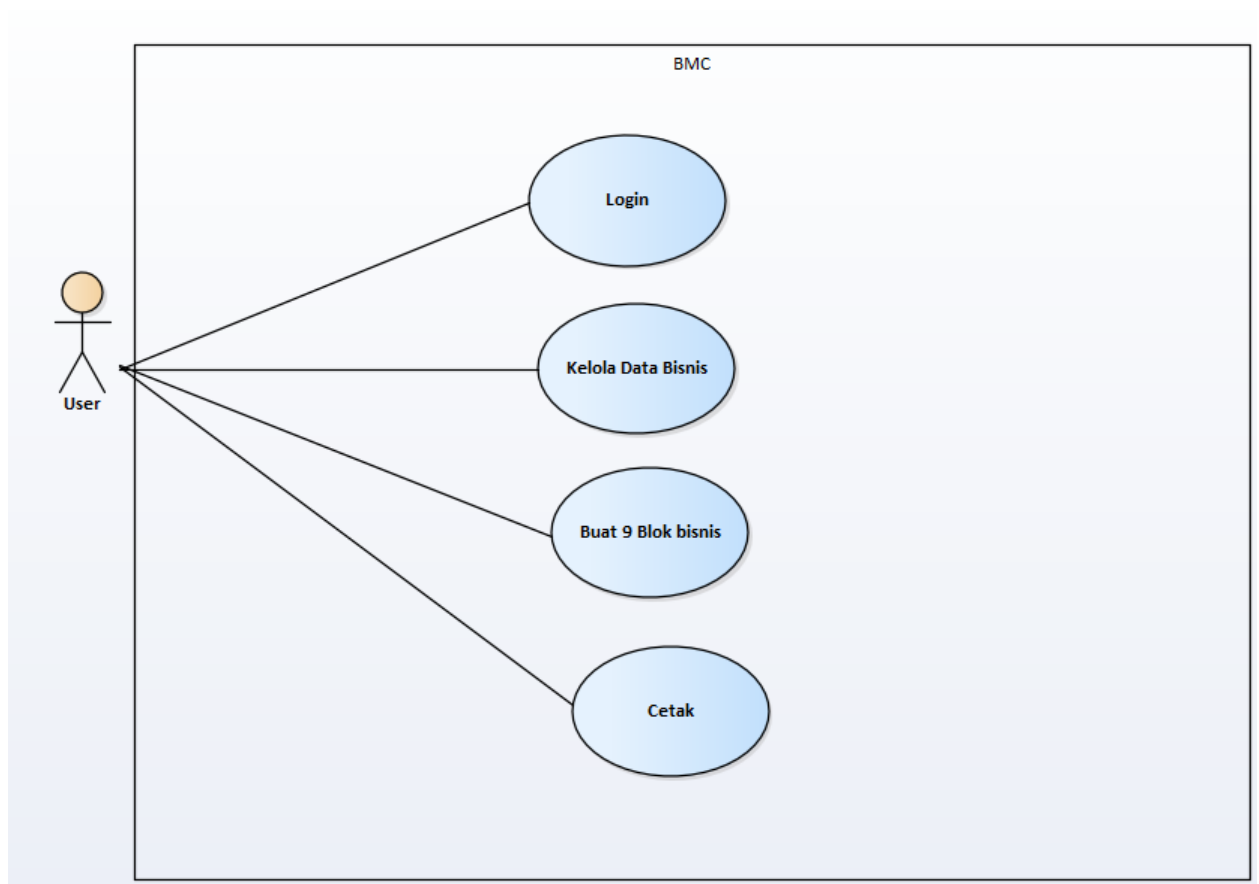 BMC
Login
Kelola Data Bisnis
User
Buat 9 Blok bisnis
Cetak